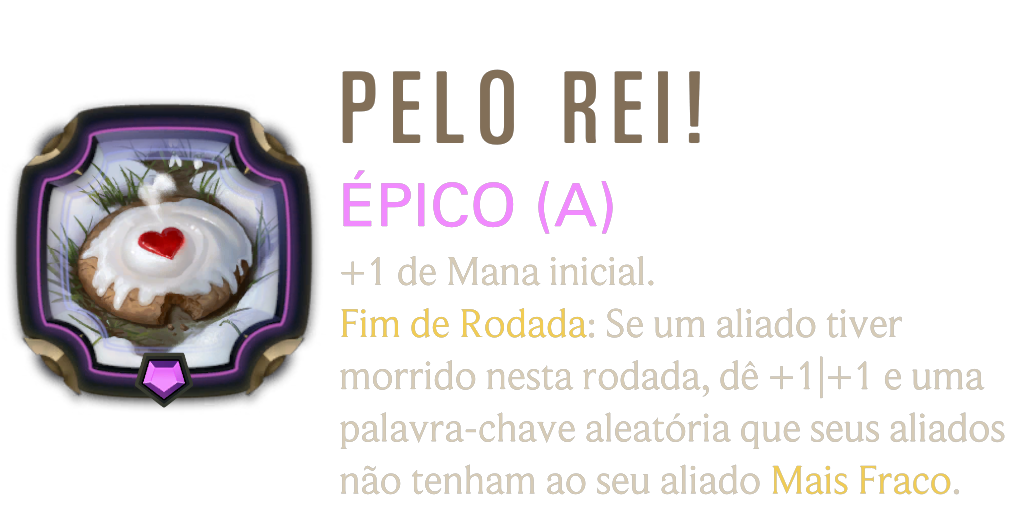 PELO REI!
ÉPICO (A)
+1 de Mana inicial.
Fim de Rodada: Se um aliado tiver
morrido nesta rodada, dê +1|+1 e uma
palavra-chave aleatória que seus aliados
não tenham ao seu aliado Mais Fraco.